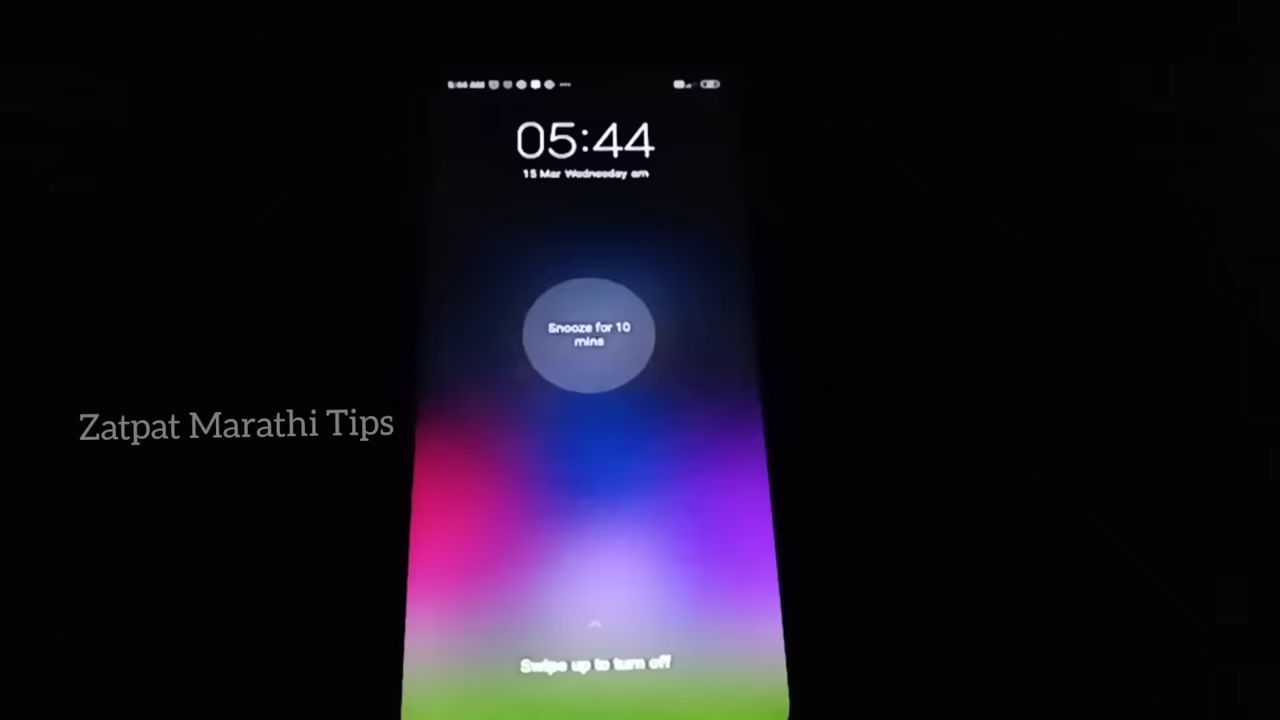 05:44
15 Mar Wednesday am
Snooze for 10
mins
Zatpat Marathi Tips
Swipe up to turn off